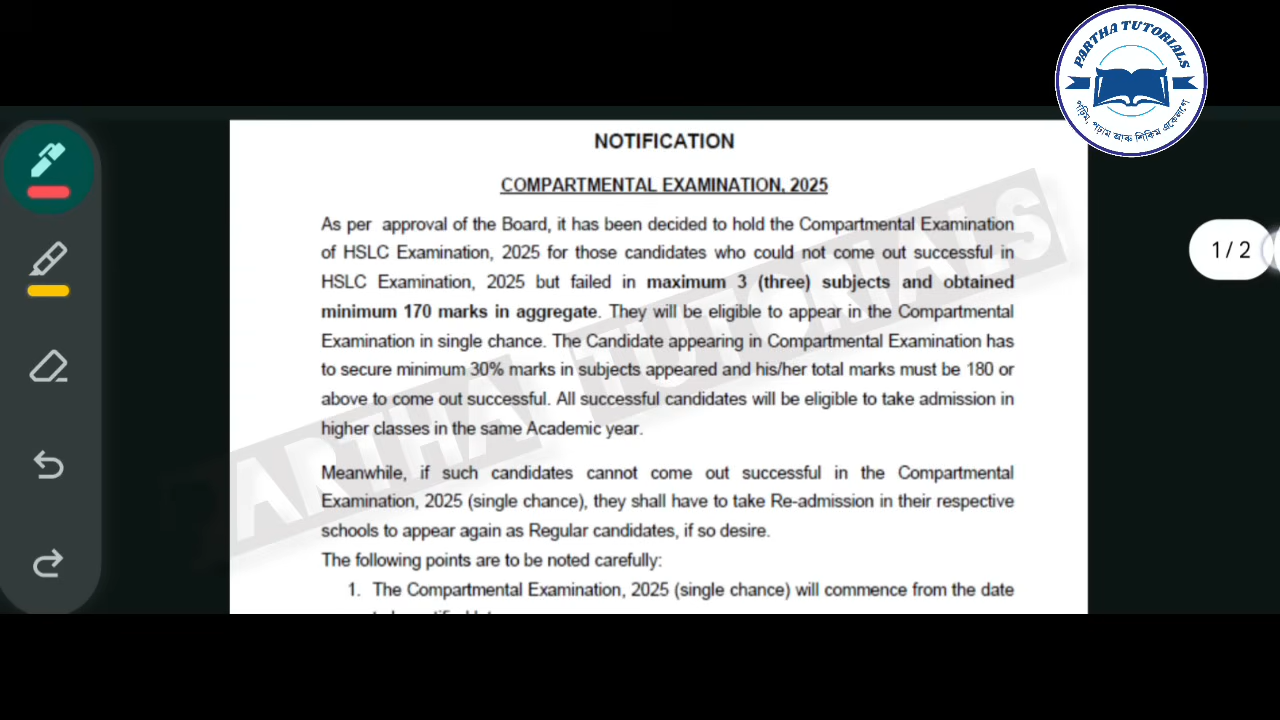 PARTHA TUTORIALS
পঢ়িম, পঢ়াম আৰু শিকিম একেলগে
NOTIFICATION
COMPARTMENTAL EXAMINATION, 2025
As per approval of the Board, it has been decided to hold the Compartmental Examination
of HSLC Examination, 2025 for those candidates who could not come out successful in
HSLC Examination, 2025 but failed in maximum 3 (three) subjects and obtained
minimum 170 marks in aggregate. They will be eligible to appear in the Compartmental
Examination in single chance. The Candidate appearing in Compartmental Examination has
to secure minimum 30% marks in subjects appeared and his/her total marks must be 180 or
above to come out successful. All successful candidates will be eligible to take admission in
higher classes in the same Academic year.
Meanwhile, if such candidates cannot come out successful in the Compartmental
Examination, 2025 (single chance), they shall have to take Re-admission in their respective
schools to appear again as Regular candidates, if so desire.
The following points are to be noted carefully:
1. The Compartmental Examination, 2025 (single chance) will commence from the date
1 / 2
PARTHA TUTORIALS